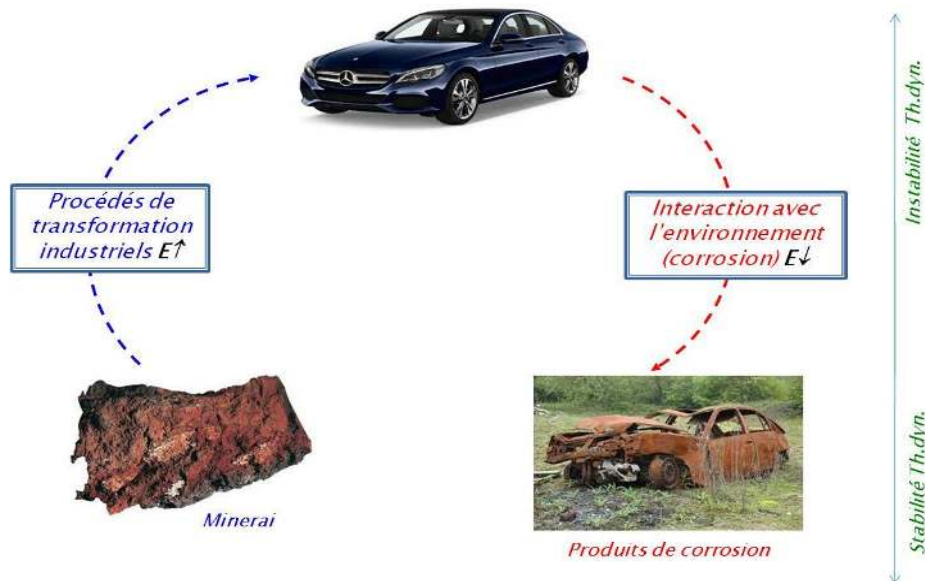 Procédés de
transformation
industriels E↑
Interaction avec
l'environnement
(corrosion) E↓
Instabilité Th.dyn.
Minerai
Produits de corrosion
Stabilité Th.dyn.